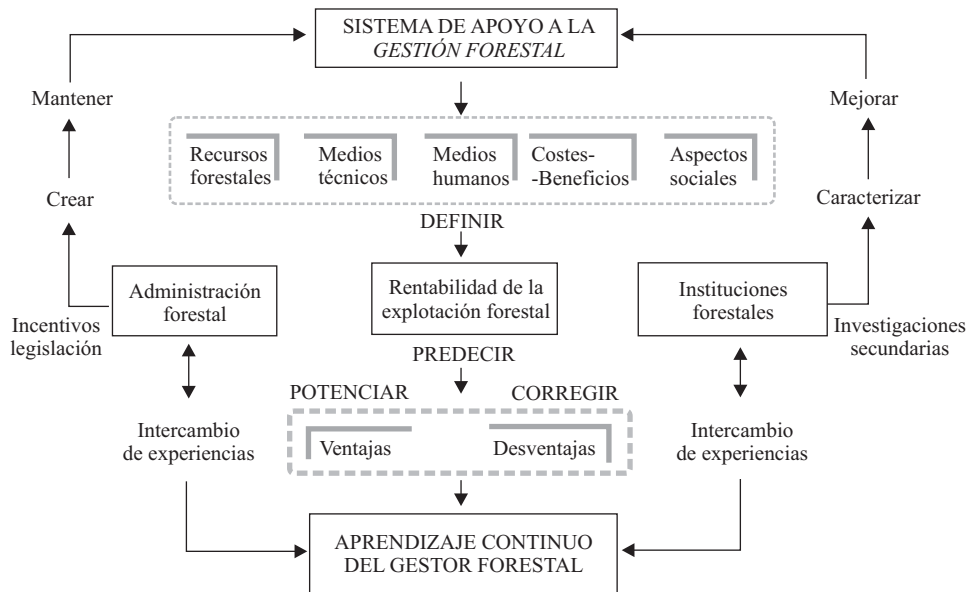 SISTEMA DE APOYO A LA
GESTIÓN FORESTAL
Mantener
Mejorar
Recursos
forestales
Medios
técnicos
Medios
humanos
Costes-
-Beneficios
Aspectos
sociales
Crear
Caracterizar
DEFINIR
Administración
forestal
Rentabilidad de la
explotación forestal
Instituciones
forestales
Incentivos
legislación
Investigaciones
secundarias
PREDECIR
POTENCIAR
CORREGIR
Intercambio
de experiencias
Ventajas
Desventajas
Intercambio
de experiencias
APRENDIZAJE CONTINUO
DEL GESTOR FORESTAL